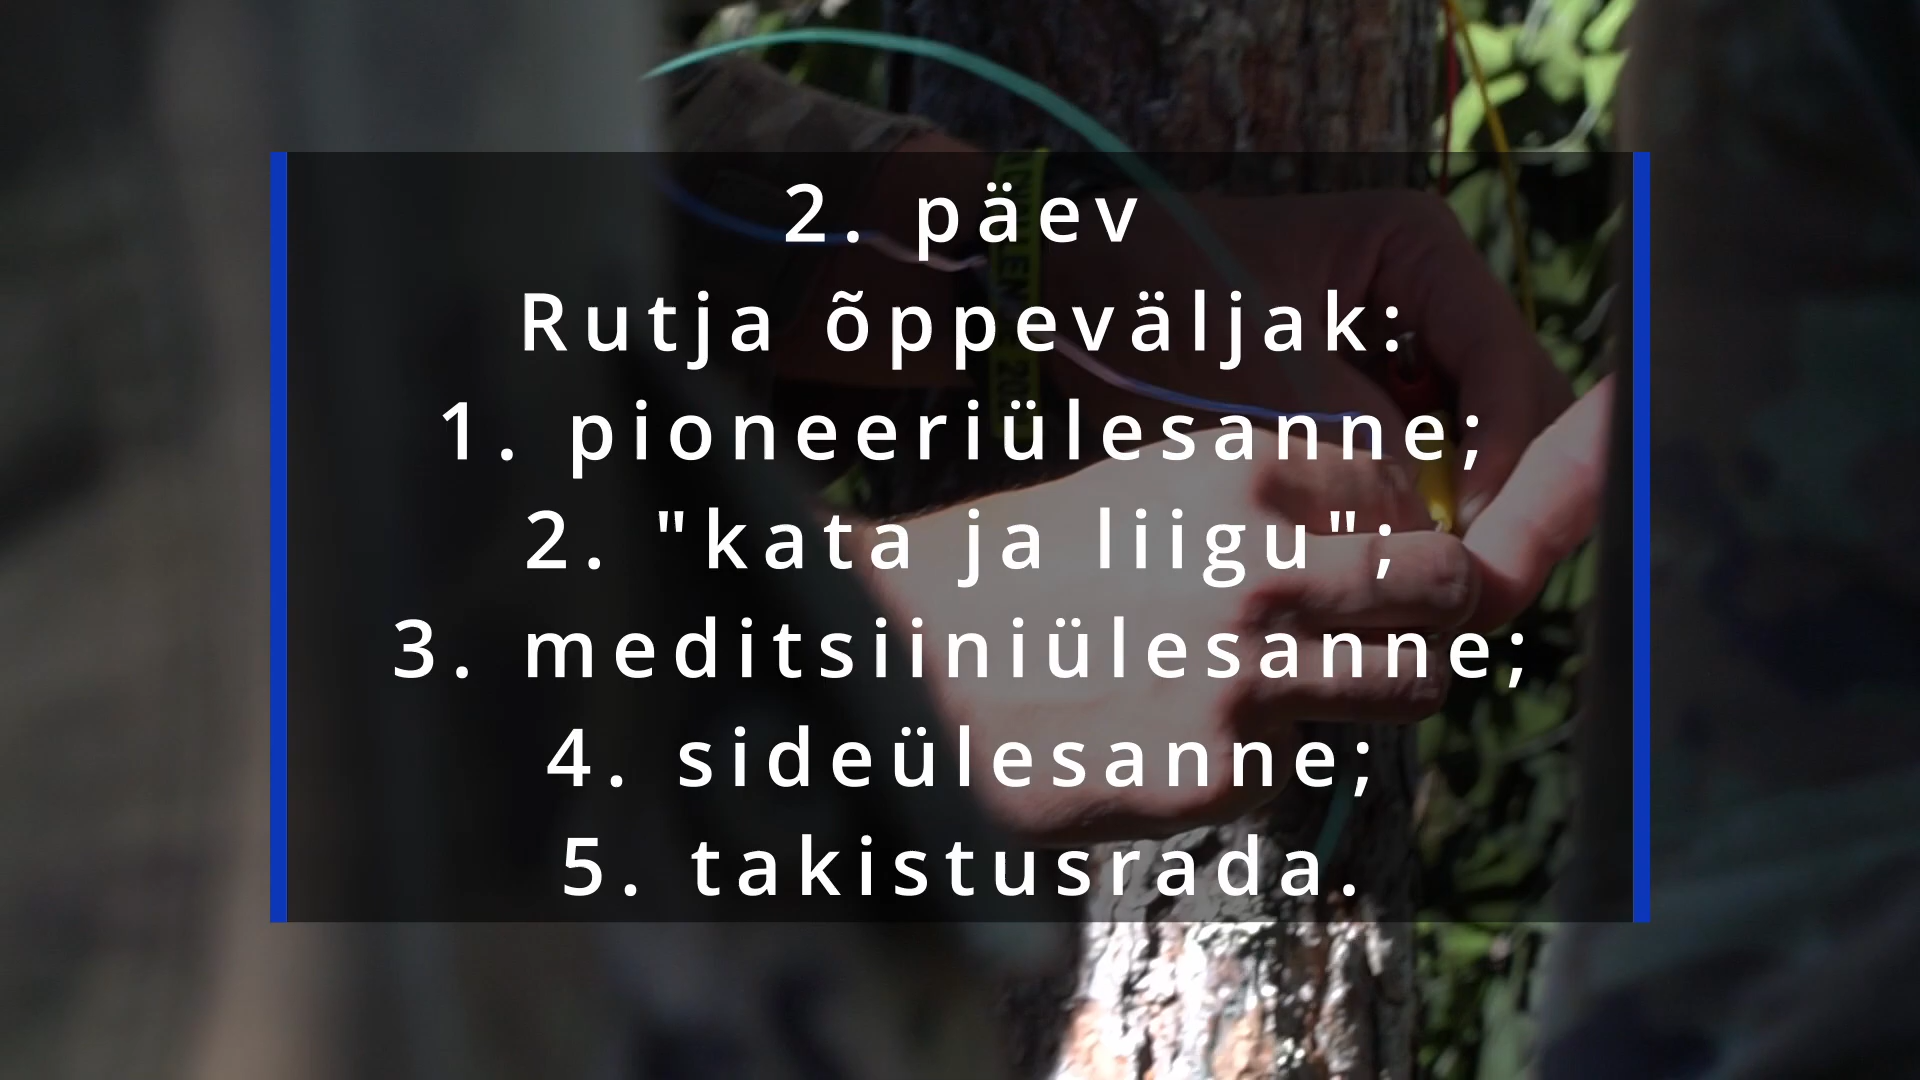 2. päev
Rutja õppeväljak:
1. pioneeriülesanne;
2. "kata ja liigu";
3. meditsiiniülesanne;
4. sideülesanne;
5. takistusrada.